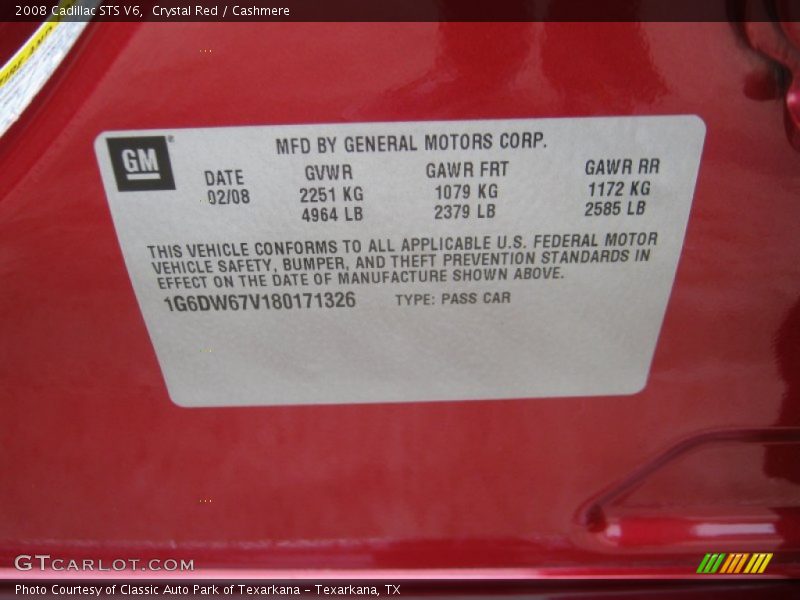 2008 Cadillac STS V6, Crystal Red / Cashmere
GM®
MFD BY GENERAL MOTORS CORP.
DATE GVWR GAWR FRT GAWR RR
02/08 2251 KG 1079 KG 1172 KG
4964 LB 2379 LB 2585 LB
THIS VEHICLE CONFORMS TO ALL APPLICABLE U.S. FEDERAL MOTOR
VEHICLE SAFETY, BUMPER, AND THEFT PREVENTION STANDARDS IN
EFFECT ON THE DATE OF MANUFACTURE SHOWN ABOVE.
1G6DW67V180171326 TYPE: PASS CAR
GTCARLOT.COM
Photo Courtesy of Classic Auto Park of Texarkana - Texarkana, TX